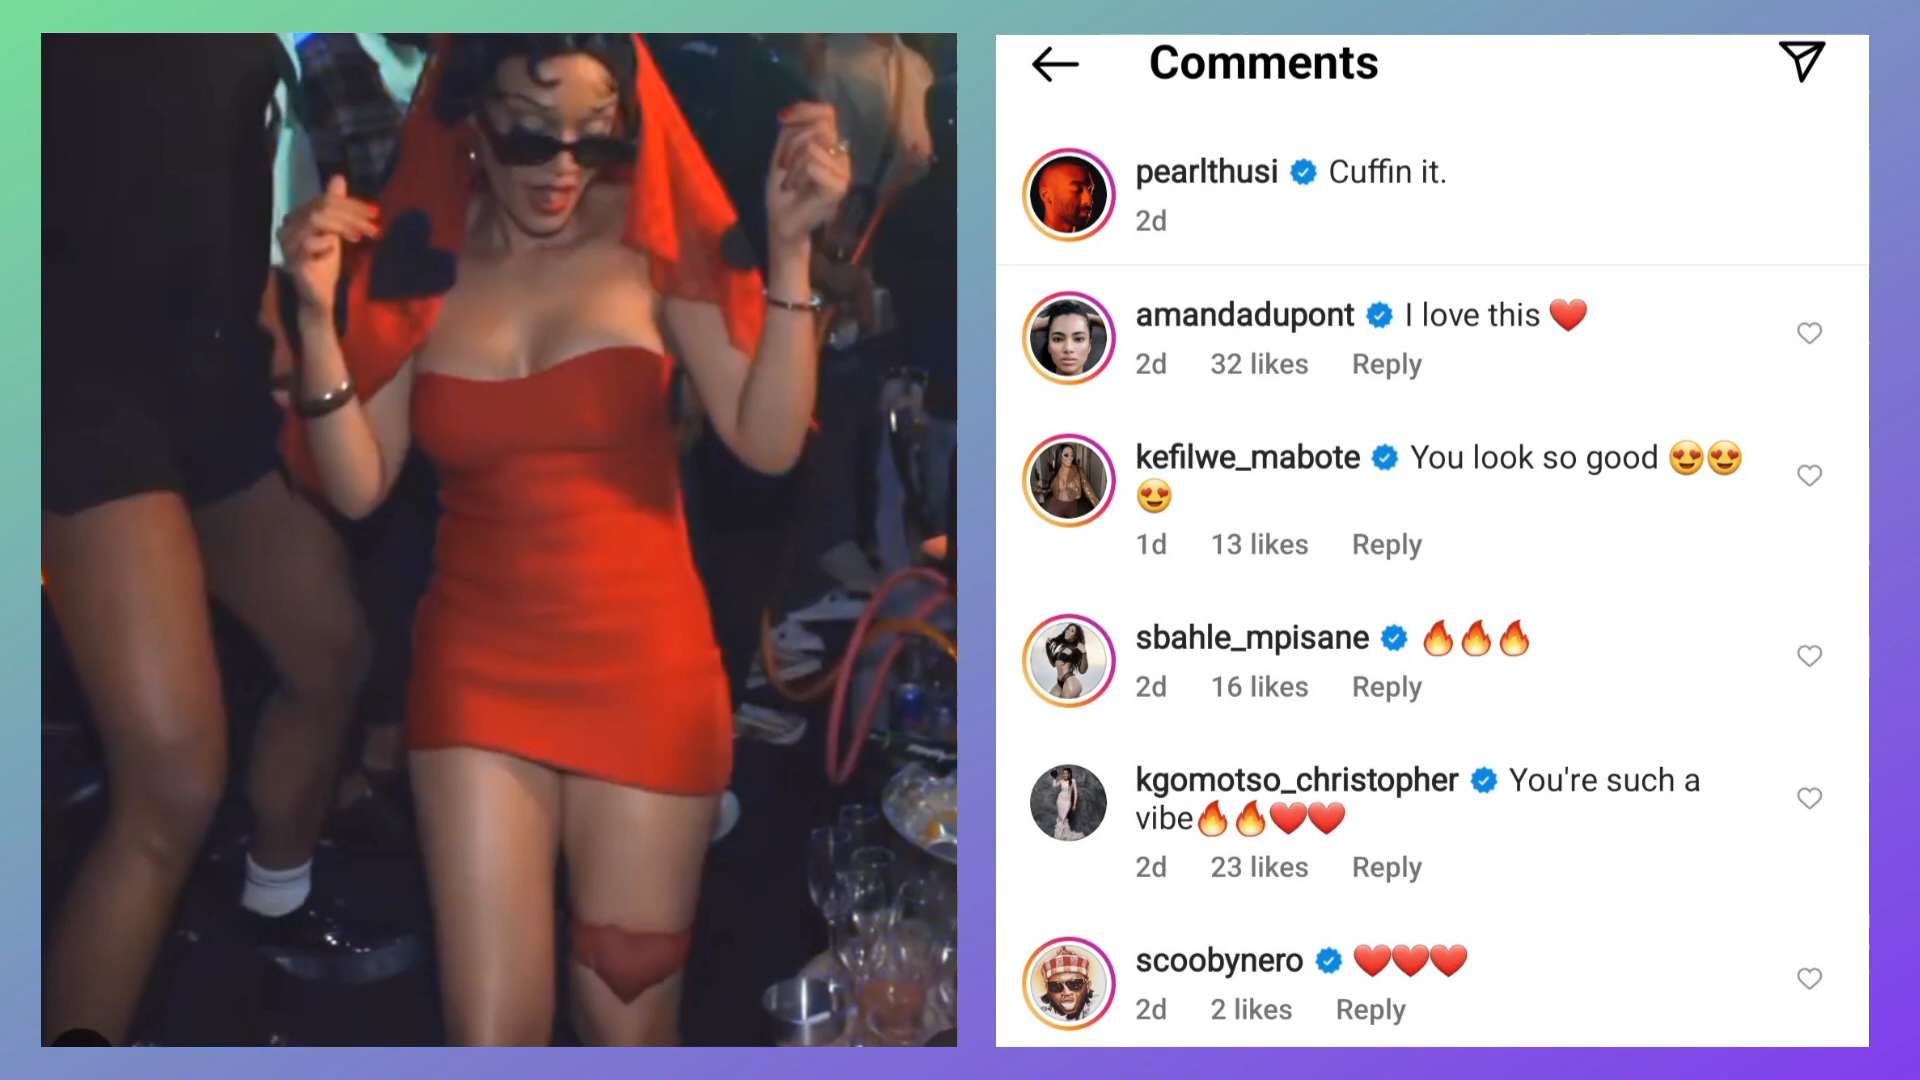 Comments
pearlthusi Cuffin it.
2d
amandadupont I love this ❤️
2d 32 likes Reply
kefilwe_mabote You look so good 😍😍
😍
1d 13 likes Reply
sbahle_mpisane 🔥🔥🔥
2d 16 likes Reply
kgomotso_christopher You're such a
vibe🔥🔥❤️❤️
2d 23 likes Reply
scoobynero ❤️❤️❤️
2d 2 likes Reply